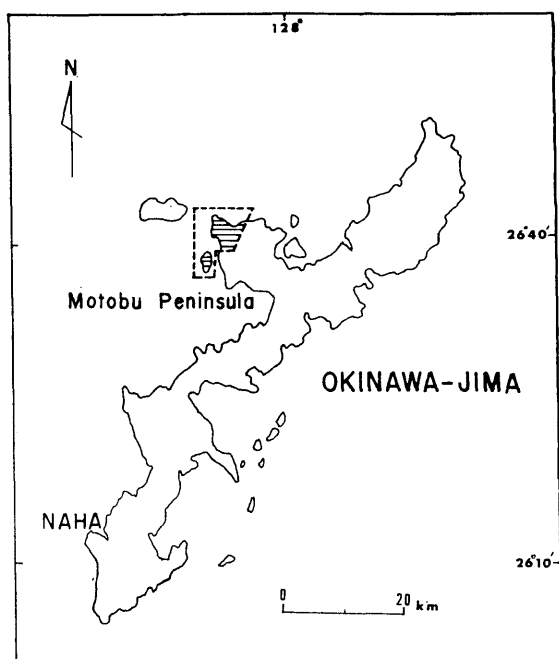 128°
N
26°40'
Motobu Peninsula
OKINAWA-JIMA
NAHA
26°10'
0 20 km